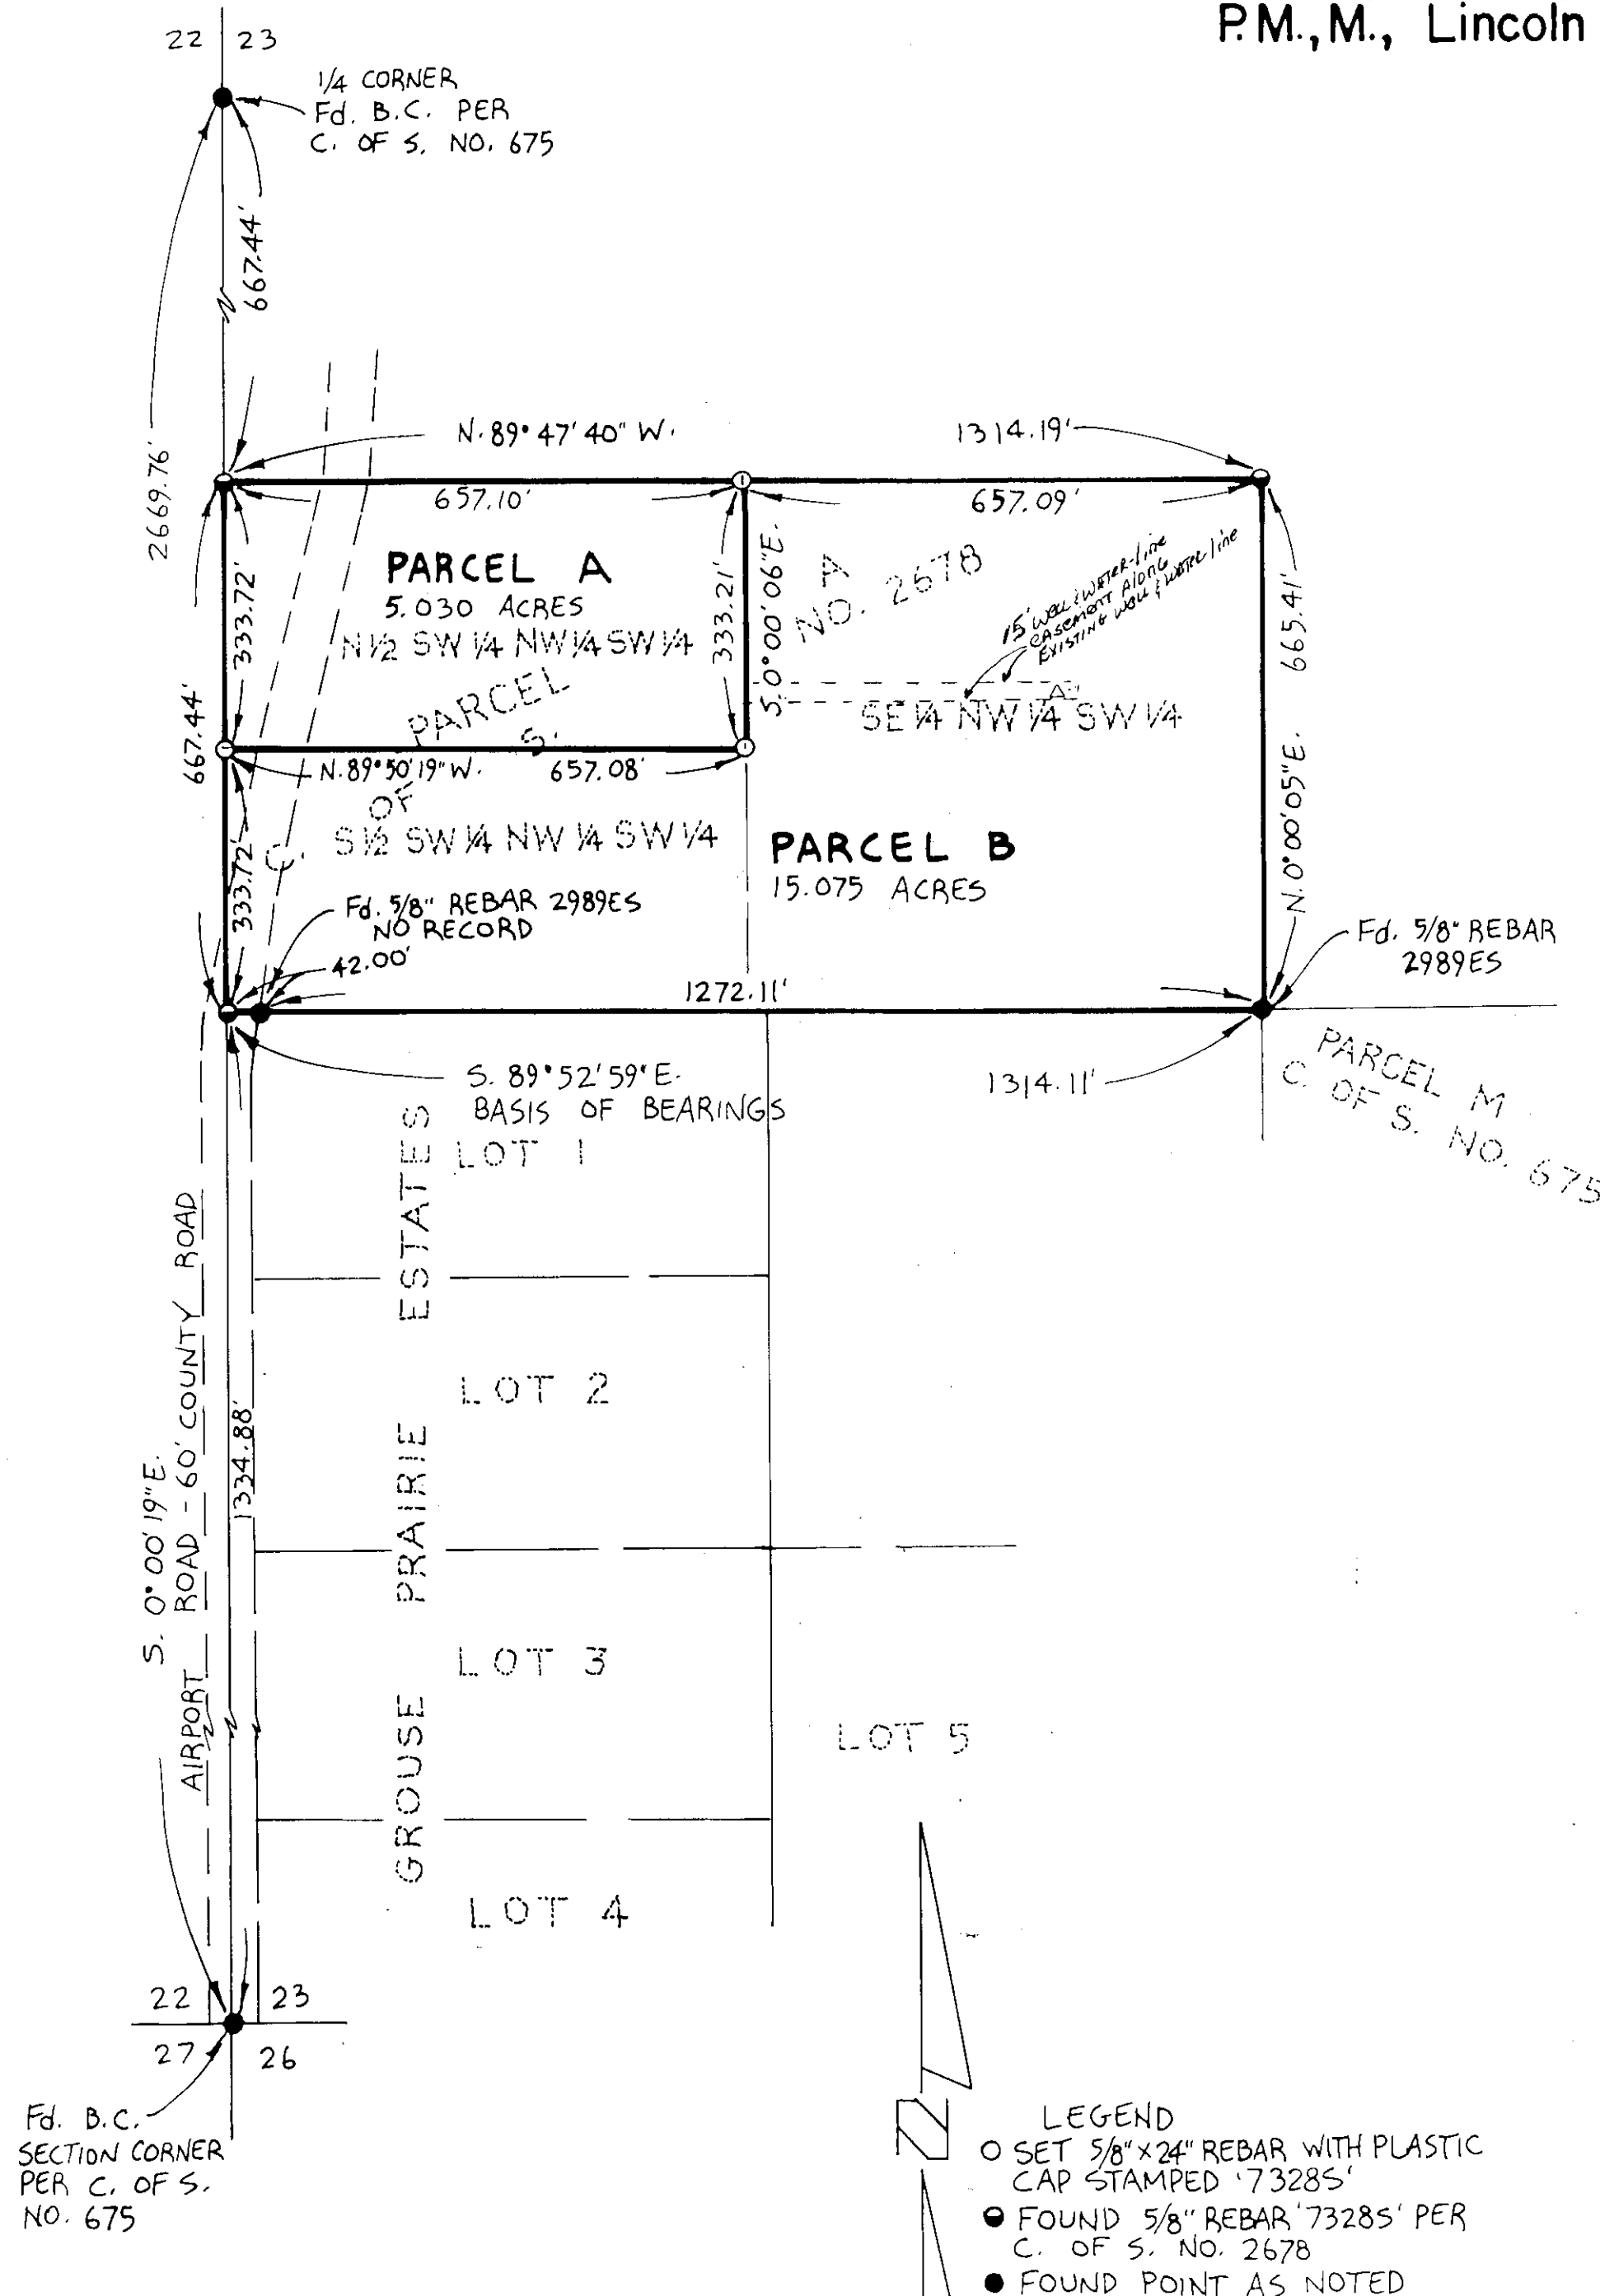 P.M., M., Lincoln
22 23
1/4 CORNER
Fd. B.C. PER
C. OF S. NO. 675
667.44'
2669.76'
N. 89° 47' 40" W.
1314.19'
657.10'
657.09'
PARCEL A
5.030 ACRES
N 1/2 SW 1/4 NW 1/4 SW 1/4
333.72'
333.21'
S. 0° 00' 06" E.
A
NO. 2678
15' WELL & WATER-line
EASEMENT Along
EXISTING WELL & WATER line
665.41'
PARCEL
S.
SE 1/4 NW 1/4 SW 1/4
667.44'
N. 89° 50' 19" W.
657.08'
N. 0° 00' 05" E.
OF
C.
S 1/2 SW 1/4 NW 1/4 SW 1/4
333.72'
PARCEL B
15.075 ACRES
Fd. 5/8" REBAR 2989ES
NO RECORD
42.00'
Fd. 5/8" REBAR
2989ES
1272.11'
S. 89° 52' 59" E.
BASIS OF BEARINGS
1314.11'
PARCEL M
C. OF S. NO. 675
LOT 1
GROUSE PRAIRIE ESTATES
LOT 2
1334.88'
S. 0° 00' 19" E.
AIRPORT ROAD - 60' COUNTY ROAD
LOT 3
LOT 5
LOT 4
22 23
27 26
Fd. B.C.
SECTION CORNER
PER C. OF S.
NO. 675
N
LEGEND
SET 5/8" X 24" REBAR WITH PLASTIC
CAP STAMPED '7328S'
FOUND 5/8" REBAR '7328S' PER
C. OF S. NO. 2678
FOUND POINT AS NOTED